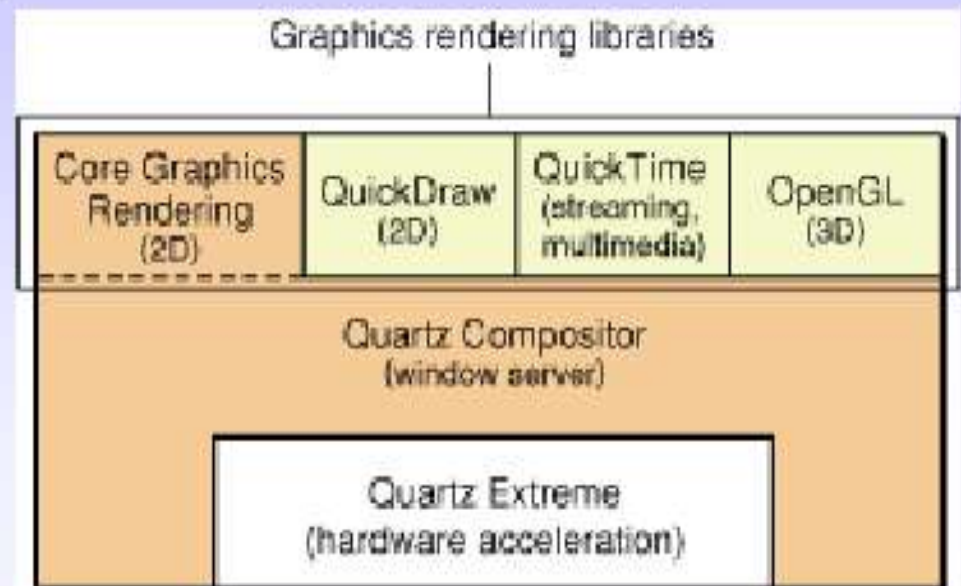 Graphics rendering libraries
Core Graphics
Rendering
(2D)
QuickDraw
(2D)
QuickTime
(streaming,
multimedia)
OpenGL
(3D)
Quartz Compositor
(window server)
Quartz Extreme
(hardware acceleration)